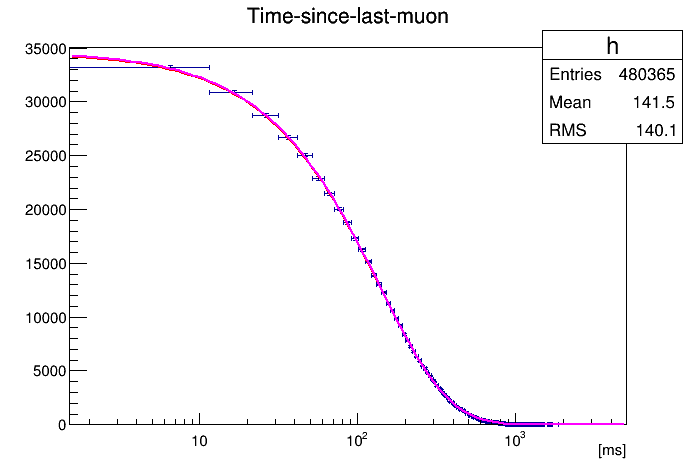 Time-since-last-muon
h
Entries 480365
Mean 141.5
RMS 140.1
35000
30000
25000
20000
15000
10000
5000
0
10 10² 10³
[ms]